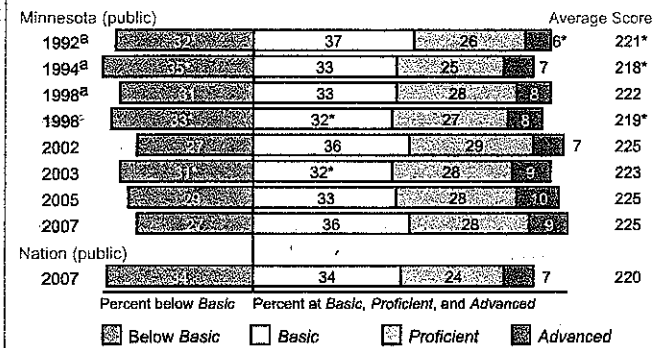 Minnesota (public) Average Score
1992ª 32 37 26 6* 221*
1994ª 35 33 25 7 218*
1998ª 31 33 28 8 222
1998 33 32* 27 8 219*
2002 27 36 29 7 225
2003 31 32* 28 9 223
2005 29 33 28 10 225
2007 27 36 28 9 225
Nation (public)
2007 34 24 7 220
Percent below Basic Percent at Basic, Proficient, and Advanced
Below Basic Basic Proficient Advanced